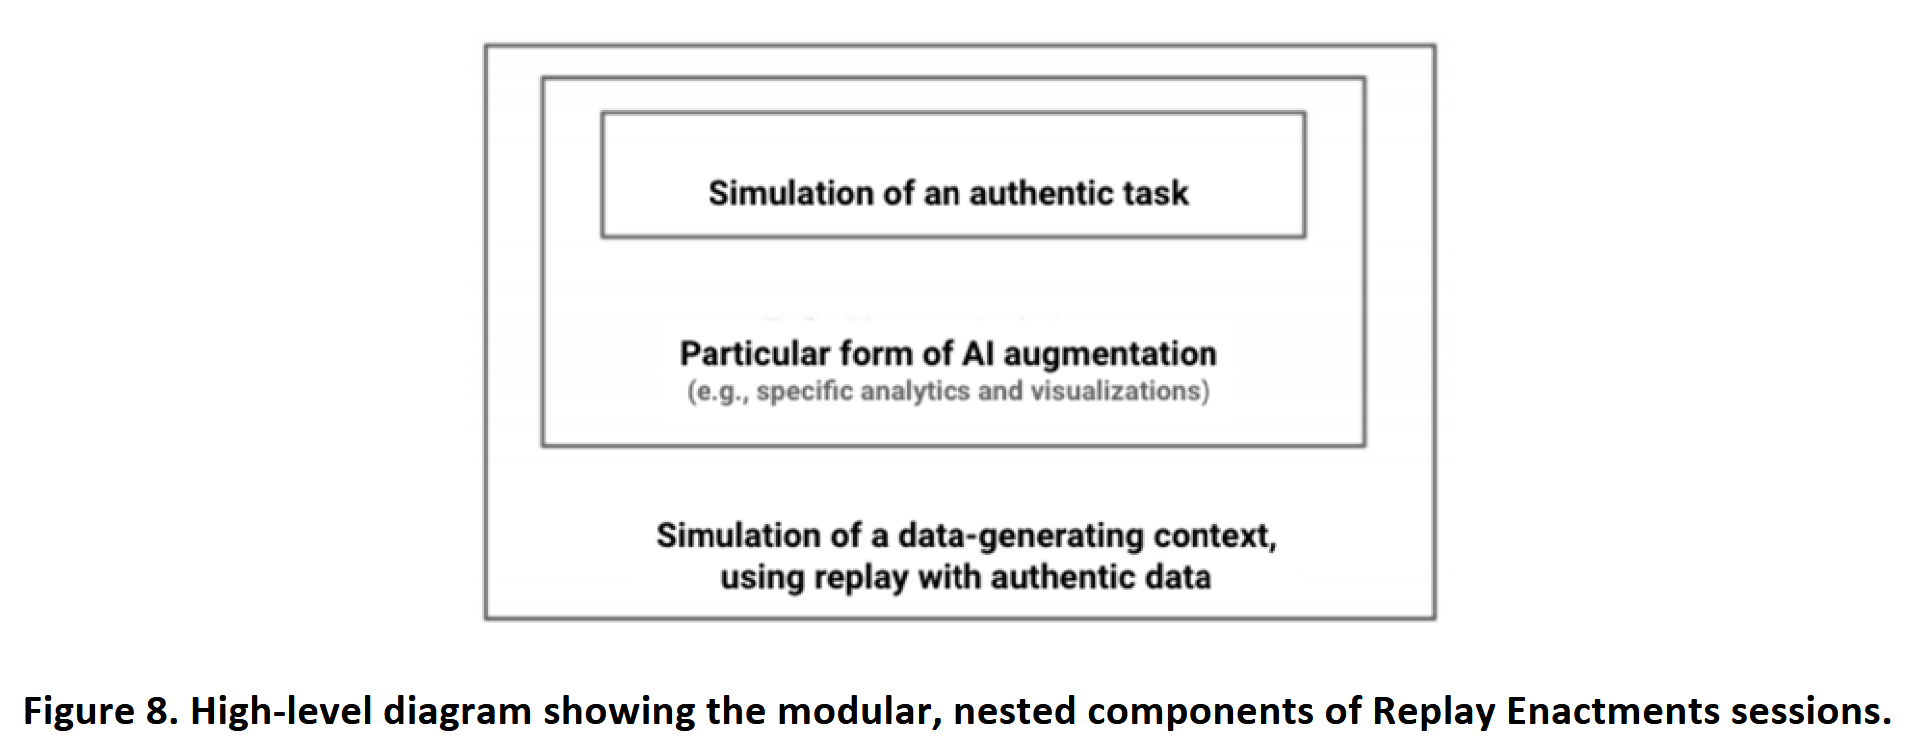 Simulation of an authentic task
Particular form of AI augmentation
(e.g., specific analytics and visualizations)
Simulation of a data-generating context,
using replay with authentic data
Figure 8. High-level diagram showing the modular, nested components of Replay Enactments sessions.